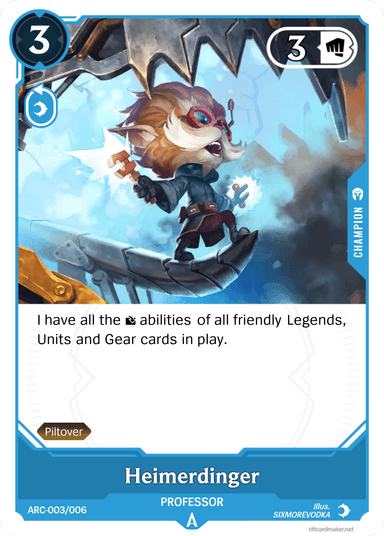 3
3
CHAMPION
I have all the abilities of all friendly Legends,
Units and Gear cards in play.
Piltover
Heimerdinger
PROFESSOR
ARC-003/006
A
Illus.
SIXMOREVODKA
riftcardmaker.net